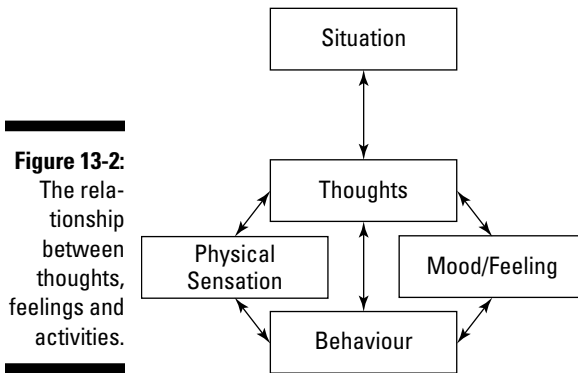 Situation
Figure 13-2:
The rela-
tionship
between
thoughts,
feelings and
activities.
Thoughts
Physical
Sensation
Mood/Feeling
Behaviour